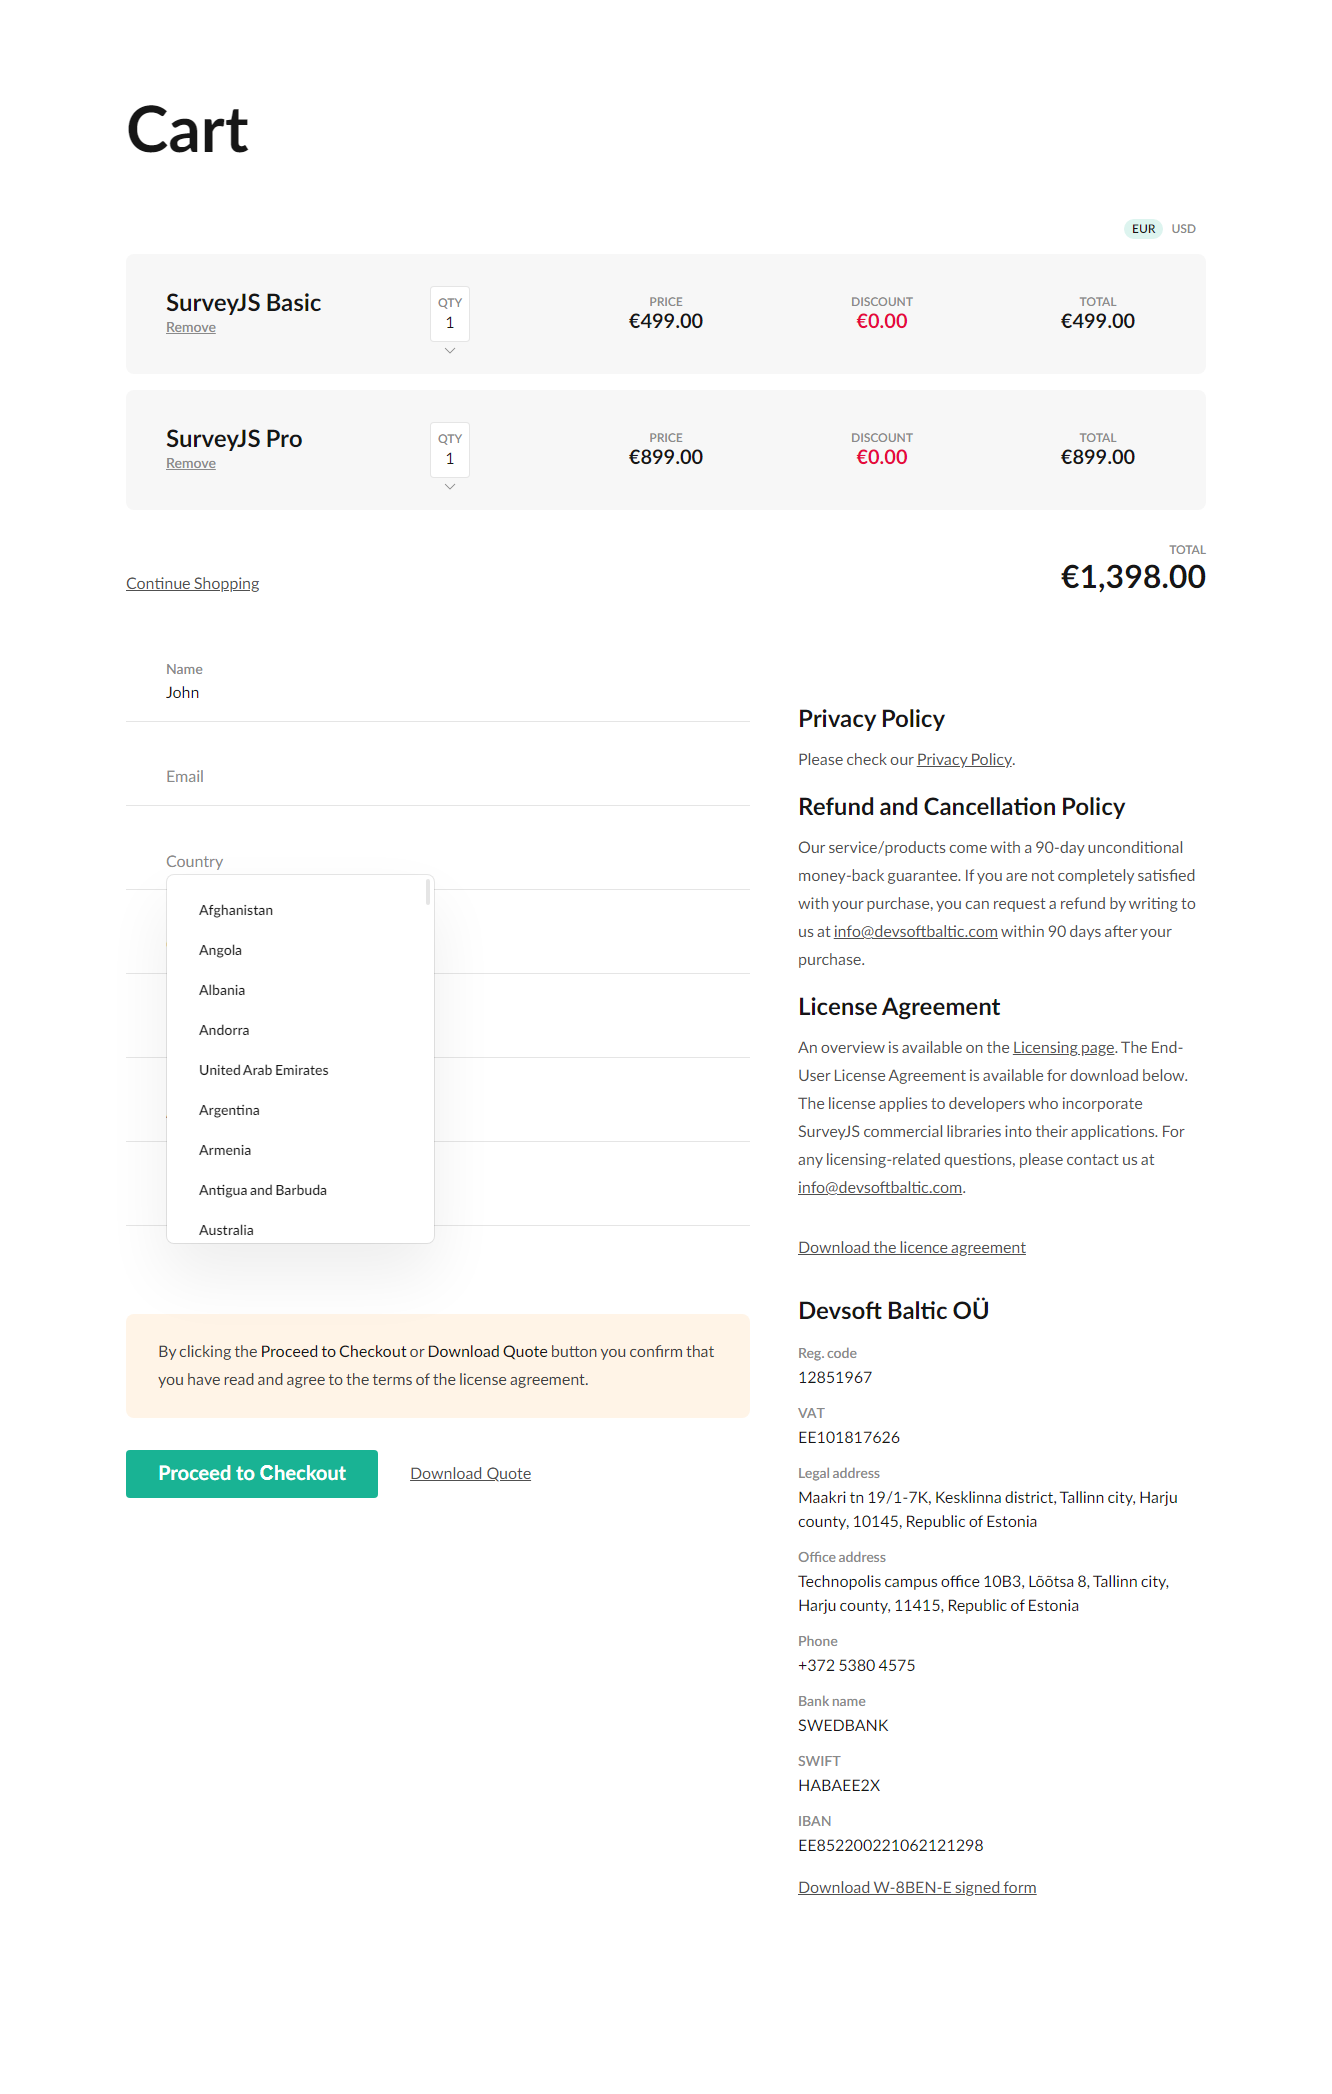 Cart
EUR USD
SurveyJS Basic
Remove
QTY
1
PRICE
€499.00
DISCOUNT
€0.00
TOTAL
€499.00
SurveyJS Pro
Remove
QTY
1
PRICE
€899.00
DISCOUNT
€0.00
TOTAL
€899.00
Continue Shopping
TOTAL
€1,398.00
Name
John
Email
Country
Afghanistan
Angola
Albania
Andorra
United Arab Emirates
Argentina
Armenia
Antigua and Barbuda
Australia
By clicking the Proceed to Checkout or Download Quote button you confirm that
you have read and agree to the terms of the license agreement.
Proceed to Checkout
Download Quote
Privacy Policy
Please check our Privacy Policy.
Refund and Cancellation Policy
Our service/products come with a 90-day unconditional
money-back guarantee. If you are not completely satisfied
with your purchase, you can request a refund by writing to
us at info@devsoftbaltic.com within 90 days after your
purchase.
License Agreement
An overview is available on the Licensing page. The End-
User License Agreement is available for download below.
The license applies to developers who incorporate
SurveyJS commercial libraries into their applications. For
any licensing-related questions, please contact us at
info@devsoftbaltic.com.
Download the licence agreement
Devsoft Baltic OÜ
Reg. code
12851967
VAT
EE101817626
Legal address
Maakri tn 19/1-7K, Kesklinna district, Tallinn city, Harju
county, 10145, Republic of Estonia
Office address
Technopolis campus office 10B3, Lõõtsa 8, Tallinn city,
Harju county, 11415, Republic of Estonia
Phone
+372 5380 4575
Bank name
SWEDBANK
SWIFT
HABAEE2X
IBAN
EE852200221062121298
Download W-8BEN-E signed form